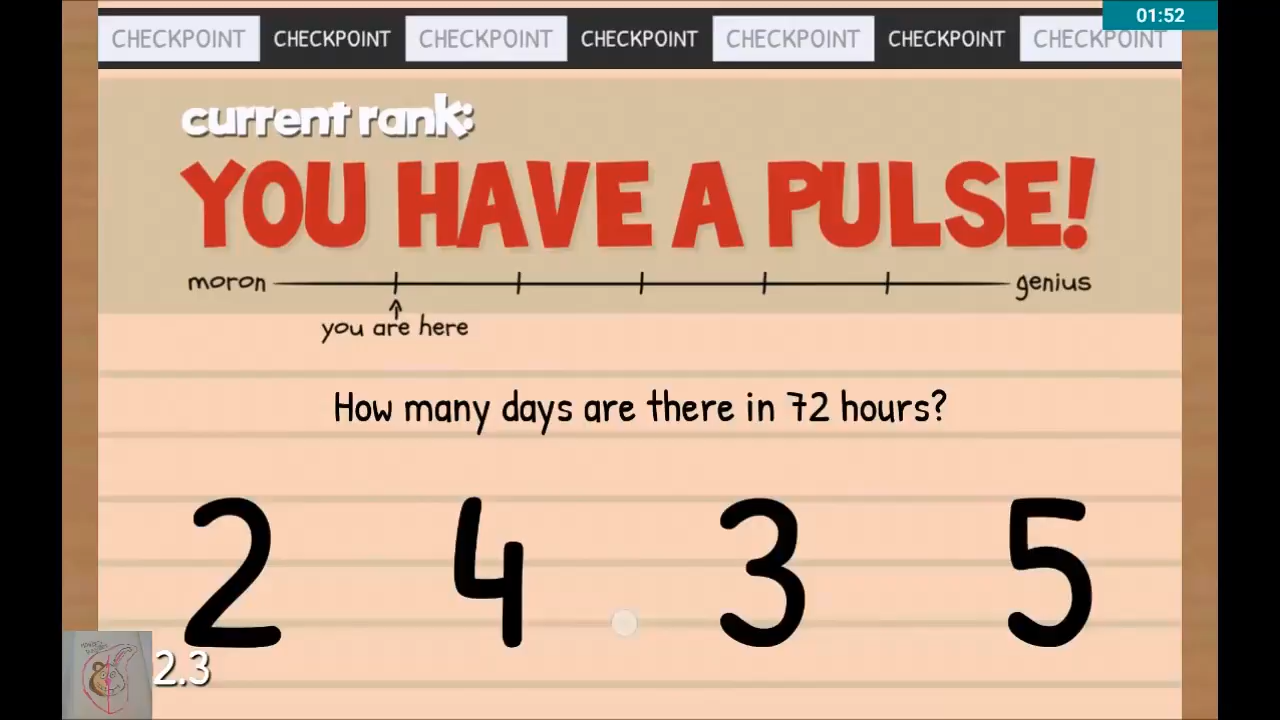 01:52
CHECKPOINT CHECKPOINT CHECKPOINT CHECKPOINT CHECKPOINT CHECKPOINT CHECKPOINT
current rank:
YOU HAVE A PULSE!
moron genius
you are here
How many days are there in 72 hours?
2 4 3 5
2.3